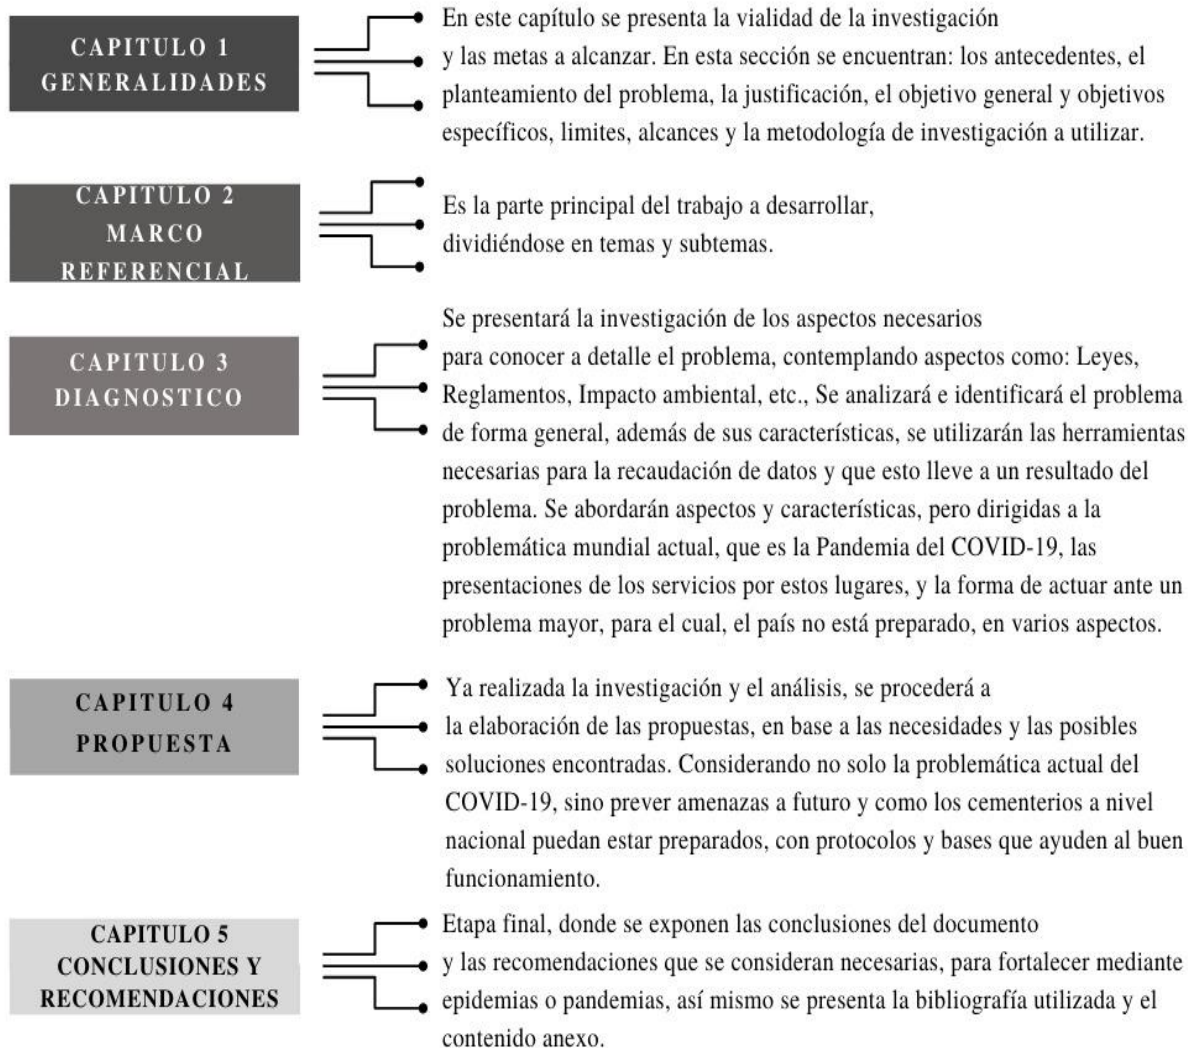 CAPITULO 1
GENERALIDADES
En este capítulo se presenta la vialidad de la investigación
y las metas a alcanzar. En esta sección se encuentran: los antecedentes, el
planteamiento del problema, la justificación, el objetivo general y objetivos
específicos, limites, alcances y la metodología de investigación a utilizar.
CAPITULO 2
MARCO
REFERENCIAL
Es la parte principal del trabajo a desarrollar,
dividiéndose en temas y subtemas.
CAPITULO 3
DIAGNOSTICO
Se presentará la investigación de los aspectos necesarios
para conocer a detalle el problema, contemplando aspectos como: Leyes,
Reglamentos, Impacto ambiental, etc., Se analizará e identificará el problema
de forma general, además de sus características, se utilizarán las herramientas
necesarias para la recaudación de datos y que esto lleve a un resultado del
problema. Se abordarán aspectos y características, pero dirigidas a la
problemática mundial actual, que es la Pandemia del COVID-19, las
presentaciones de los servicios por estos lugares, y la forma de actuar ante un
problema mayor, para el cual, el país no está preparado, en varios aspectos.
CAPITULO 4
PROPUESTA
Ya realizada la investigación y el análisis, se procederá a
la elaboración de las propuestas, en base a las necesidades y las posibles
soluciones encontradas. Considerando no solo la problemática actual del
COVID-19, sino prever amenazas a futuro y como los cementerios a nivel
nacional puedan estar preparados, con protocolos y bases que ayuden al buen
funcionamiento.
CAPITULO 5
CONCLUSIONES Y
RECOMENDACIONES
Etapa final, donde se exponen las conclusiones del documento
y las recomendaciones que se consideran necesarias, para fortalecer mediante
epidemias o pandemias, así mismo se presenta la bibliografía utilizada y el
contenido anexo.